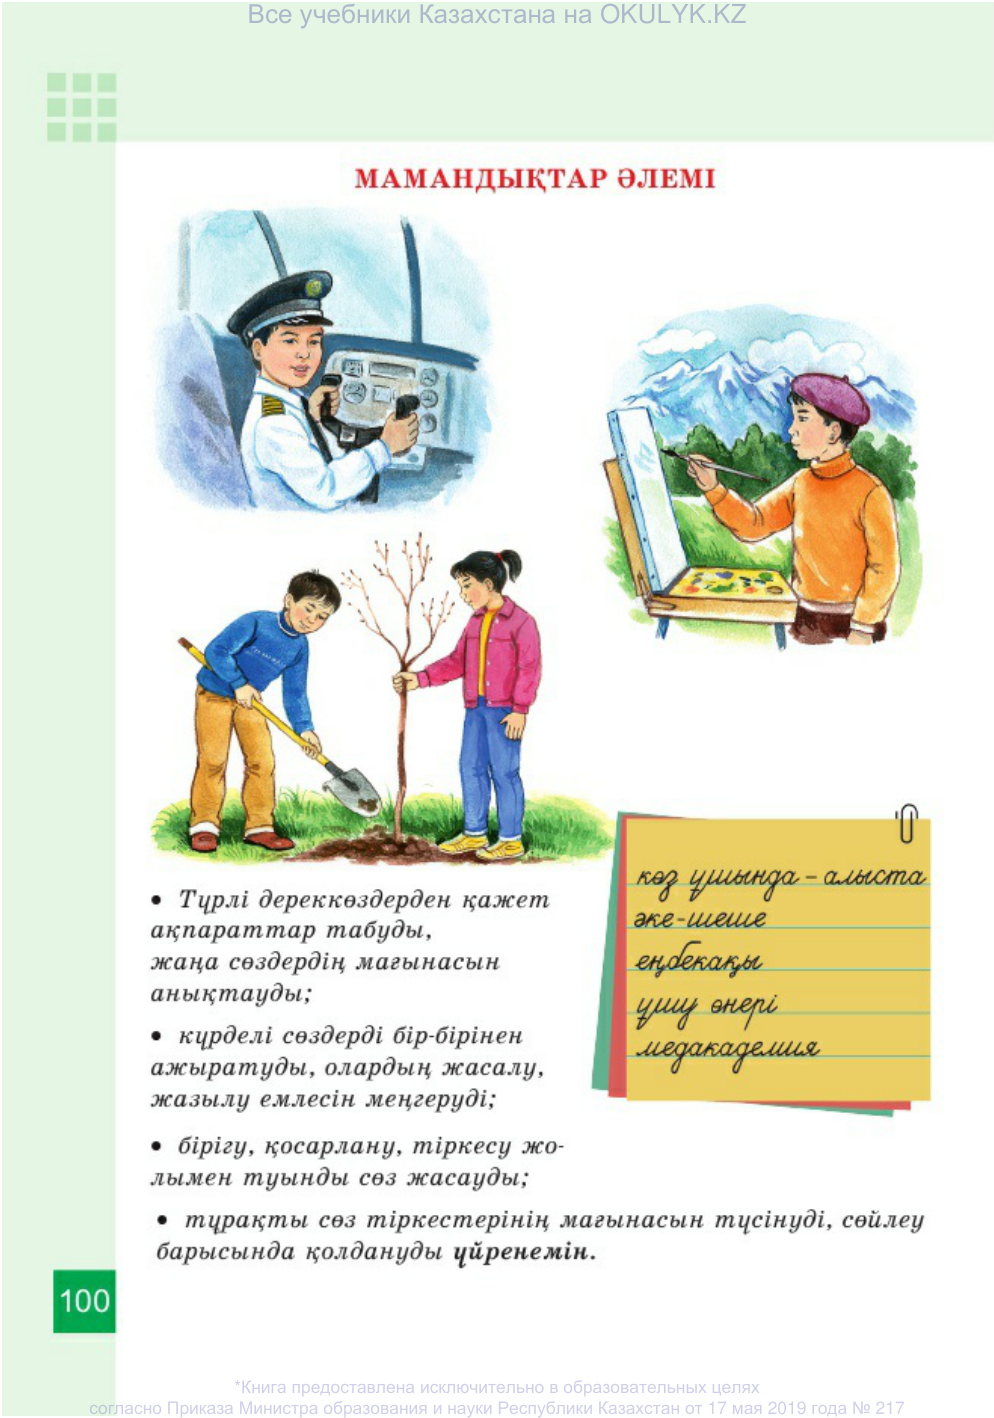 Все учебники Казахстана на OKULYK.KZ
МАМАНДЫҚТАР ӘЛЕМІ
• Түрлі дереккөздерден қажет
ақпараттар табуды,
жаңа сөздердің мағынасын
анықтауды;
• күрделі сөздерді бір-бірінен
ажыратуды, олардың жасалу,
жазылу емлесін меңгеруді;
• бірігу, қосарлану, тіркесу жо-
лымен туынды сөз жасауды;
• тұрақты сөз тіркестерінің мағынасын түсінуді, сөйлеу
барысында қолдануды үйренемін.
көз ұшында – алыста
әке-шеше
еңбекақы
ұшу өнері
медакадемия
100
*Книга предоставлена исключительно в образовательных целях
согласно Приказа Министра образования и науки Республики Казахстан от 17 мая 2019 года № 217